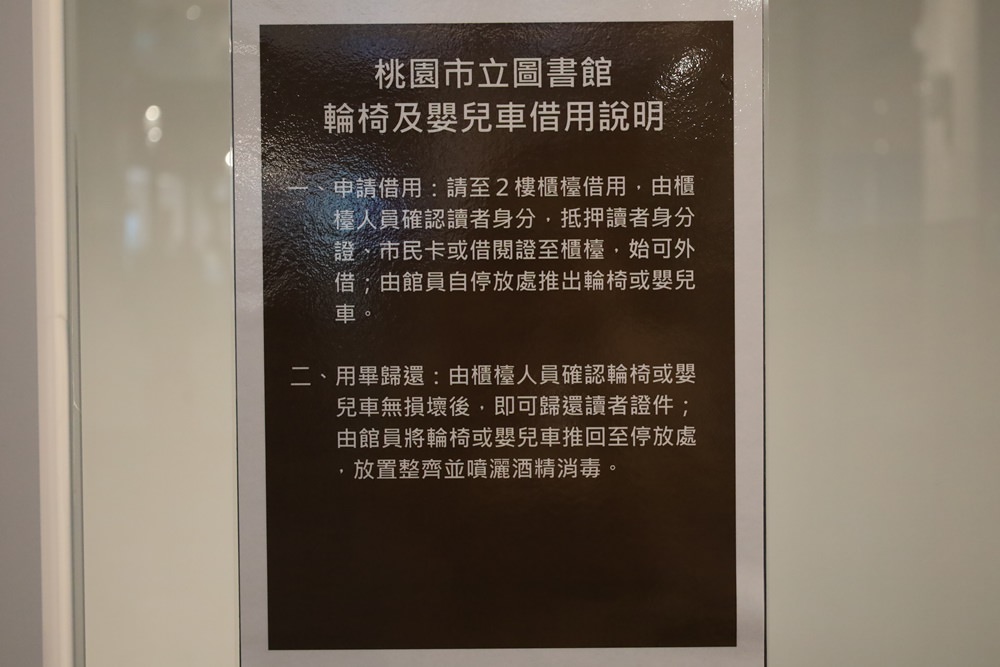 桃園市立圖書館
輪椅及嬰兒車借用說明
一、申請借用：請至2樓櫃檯借用，由櫃
檯人員確認讀者身分，抵押讀者身分
證、市民卡或借閱證至櫃檯，始可外
借；由館員自停放處推出輪椅或嬰兒
車。
二、用畢歸還：由櫃檯人員確認輪椅或嬰
兒車無損壞後，即可歸還讀者證件；
由館員將輪椅或嬰兒車推回至停放處
，放置整齊並噴灑酒精消毒。